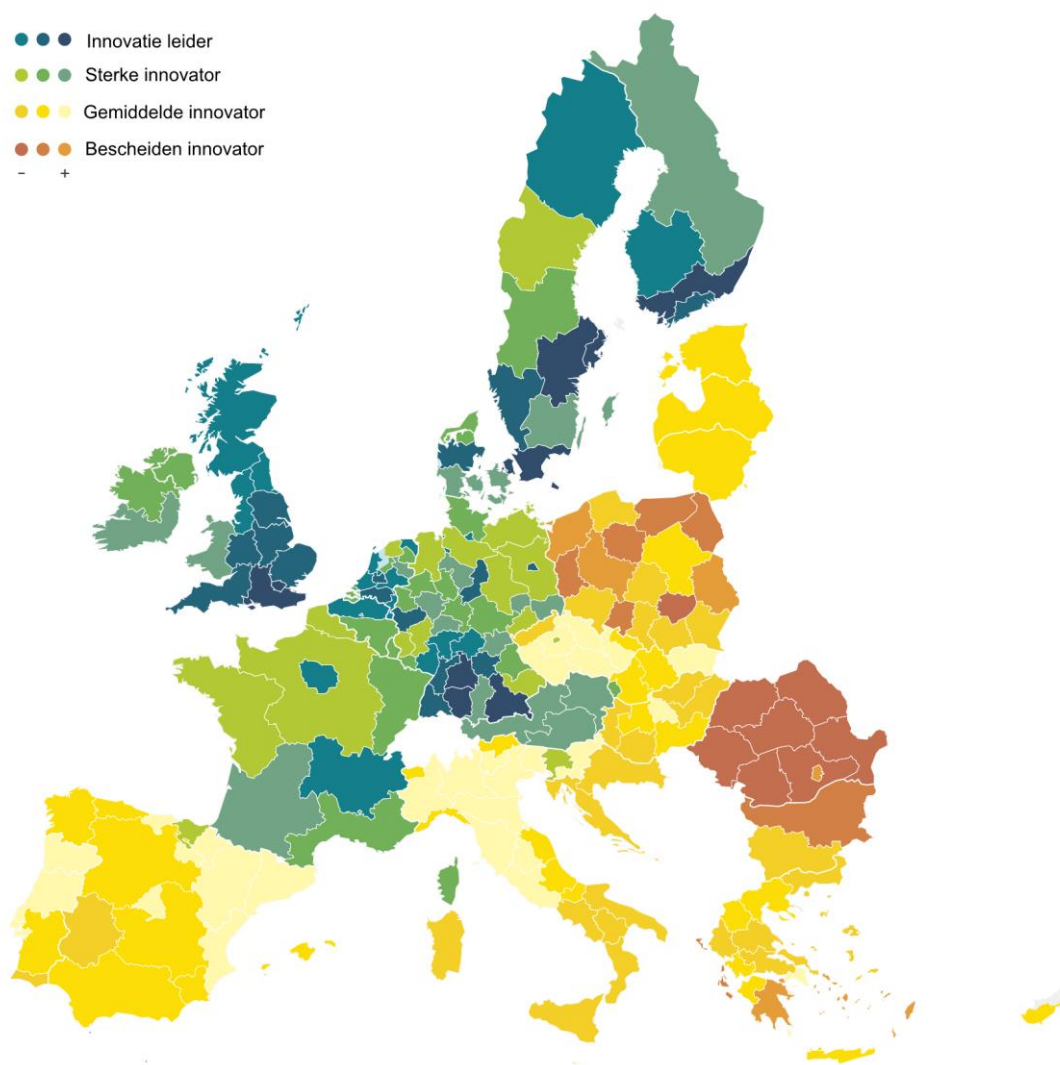 Innovatie leider
Sterke innovator
Gemiddelde innovator
Bescheiden innovator
- +